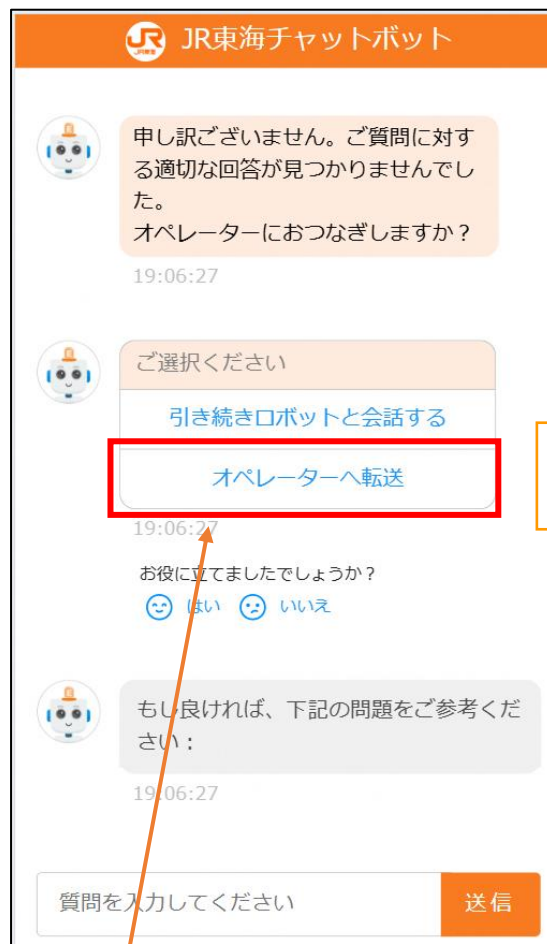 JR JR東海チャットボット
申し訳ございません。ご質問に対す
る適切な回答が見つかりませんでし
た。
オペレーターにおつなぎしますか？
19:06:27
ご選択ください
引き続きロボットと会話する
オペレーターへ転送
19:06:27
お役に立てましたでしょうか？
はい いいえ
もし良ければ、下記の問題をご参考くだ
さい：
19:06:27
質問を入力してください 送信